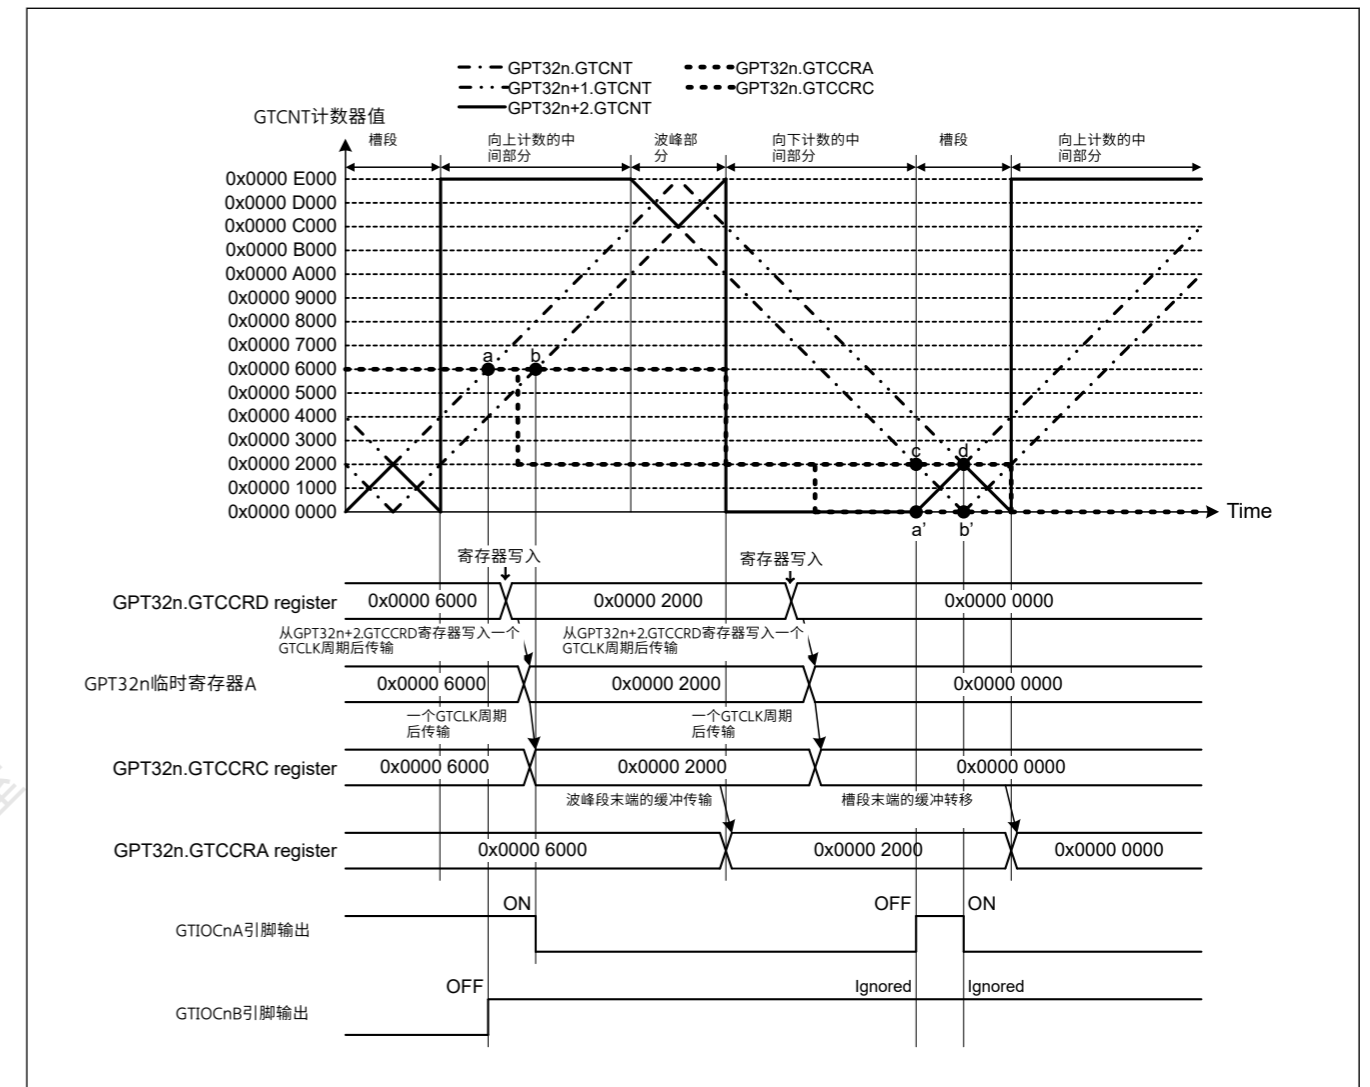 GPT32n.GTCNT
GPT32n.GTCCRA
GPT32n+1.GTCNT
GPT32n.GTCCRC
GPT32n+2.GTCNT
GTCNT计数器值
槽段
向上计数的中
间部分
波峰部
分
向下计数的中
间部分
槽段
向上计数的中
间部分
0x0000 E000
0x0000 D000
0x0000 C000
0x0000 B000
0x0000 A000
0x0000 9000
0x0000 8000
0x0000 7000
a
b
0x0000 6000
0x0000 5000
0x0000 4000
0x0000 3000
c
d
0x0000 2000
0x0000 1000
0x0000 0000
Time
a’
b’
寄存器写入
寄存器写入
GPT32n.GTCCRD register
0x0000 6000
0x0000 2000
0x0000 0000
从GPT32n+2.GTCCRD寄存器写入一个
GTCLK周期后传输
从GPT32n+2.GTCCRD寄存器写入一个
GTCLK周期后传输
GPT32n临时寄存器A
0x0000 6000
0x0000 2000
0x0000 0000
一个GTCLK周期
后传输
一个GTCLK周期
后传输
GPT32n.GTCCRC register
0x0000 6000
0x0000 2000
0x0000 0000
波峰段末端的缓冲传输
槽段末端的缓冲转移
GPT32n.GTCCRA register
0x0000 6000
0x0000 2000
0x0000 0000
ON
OFF
ON
GTIOCnA引脚输出
OFF
Ignored
Ignored
GTIOCnB引脚输出